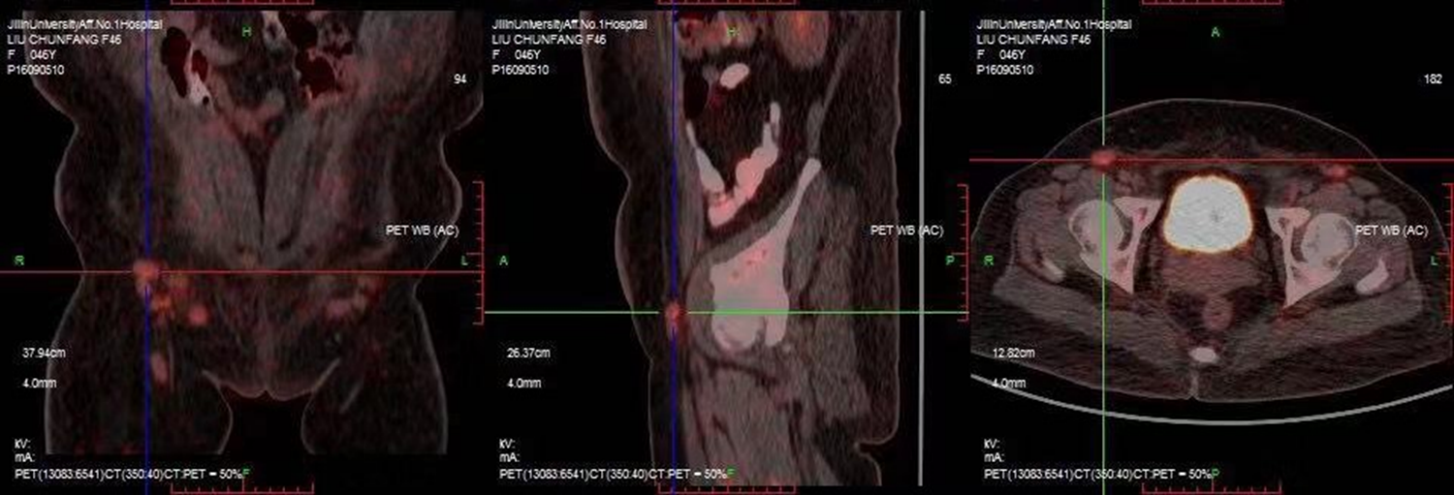 JilinUniversityAff.No.1Hospital
LIU CHUNFANG F46
F 046Y
P16090510
H
94
R
L
PET WB (AC)
37.94cm
4.0mm
kV:
mA:
PET(13083:6541)CT(350:40)CT:PET = 50%F
JilinUniversityAff.No.1Hospital
LIU CHUNFANG F46
F 046Y
P16090510
H
65
A
P
PET WB (AC)
26.37cm
4.0mm
kV:
mA:
PET(13083:6541)CT(350:40)CT:PET = 50%F
JilinUniversityAff.No.1Hospital
LIU CHUNFANG F46
F 046Y
P16090510
A
182
R
L
PET WB (AC)
12.82cm
4.0mm
kV:
mA:
PET(13083:6541)CT(350:40)CT:PET = 50%P